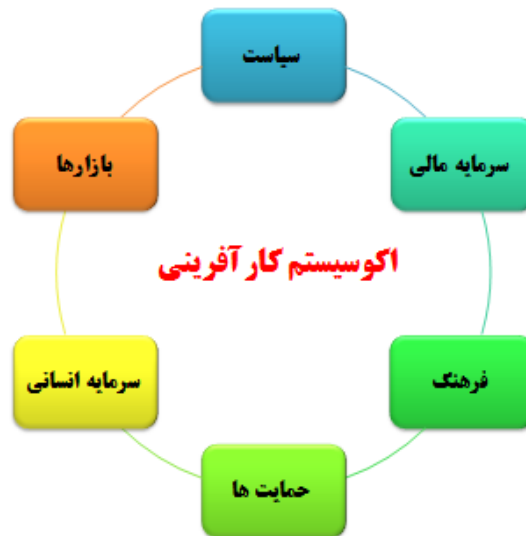 سیاست
سرمایه مالی
بازارها
اکوسیستم کار آفرینی
فرهنگ
سرمایه انسانی
حمایت ها